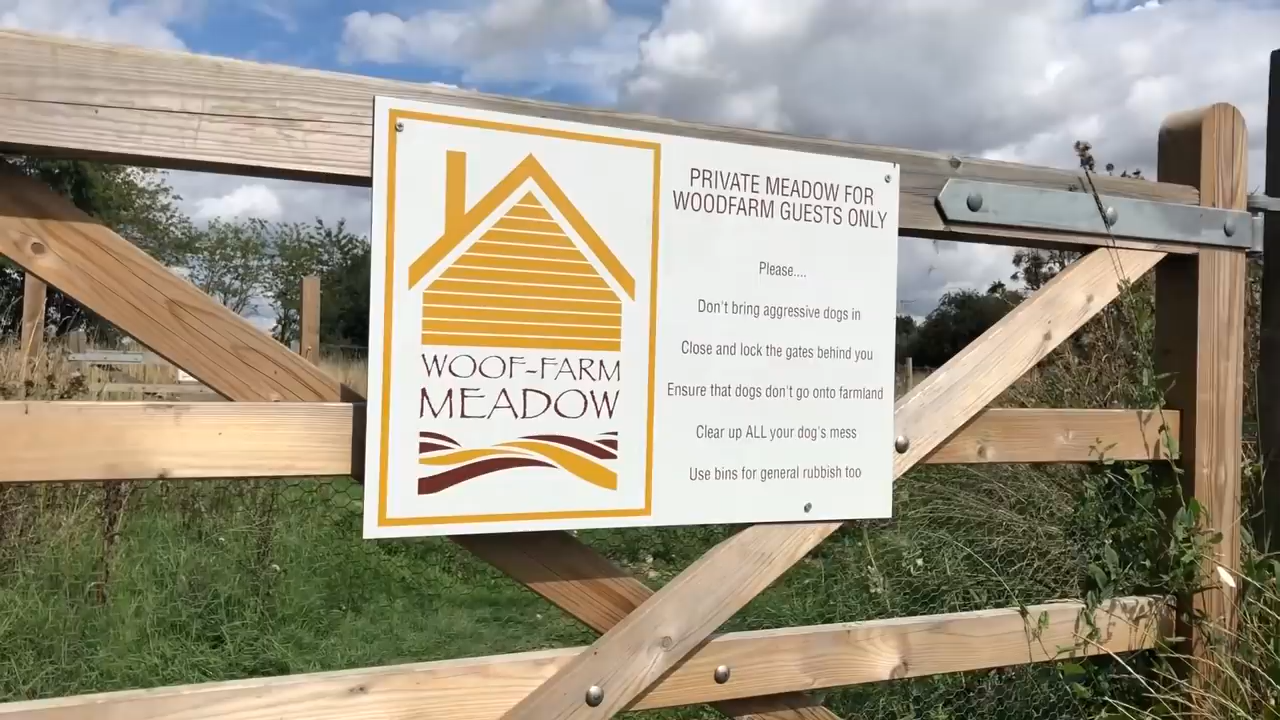 WOOF-FARM
MEADOW
PRIVATE MEADOW FOR
WOODFARM GUESTS ONLY
Please....
Don't bring aggressive dogs in
Close and lock the gates behind you
Ensure that dogs don't go onto farmland
Clear up ALL your dog's mess
Use bins for general rubbish too